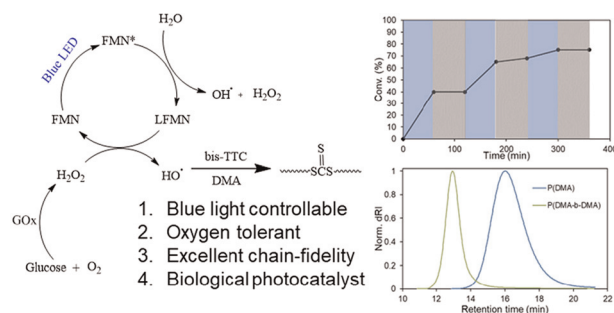 H₂O
FMN*
Blue LED
OH• + H₂O₂
FMN
LFMN
H₂O₂
HO•
bis-TTC
DMA
S
SCS
GOx
Glucose + O₂
1. Blue light controllable
2. Oxygen tolerant
3. Excellent chain-fidelity
4. Biological photocatalyst
Conv. (%)
100
90
80
70
60
50
40
30
20
10
0
0 100 200 300 400
Time (min)
Norm. dRI
1
0.8
0.6
0.4
0.2
0
P(DMA)
P(DMA-b-DMA)
10 12 14 16 18 20 22
Retention time (min)